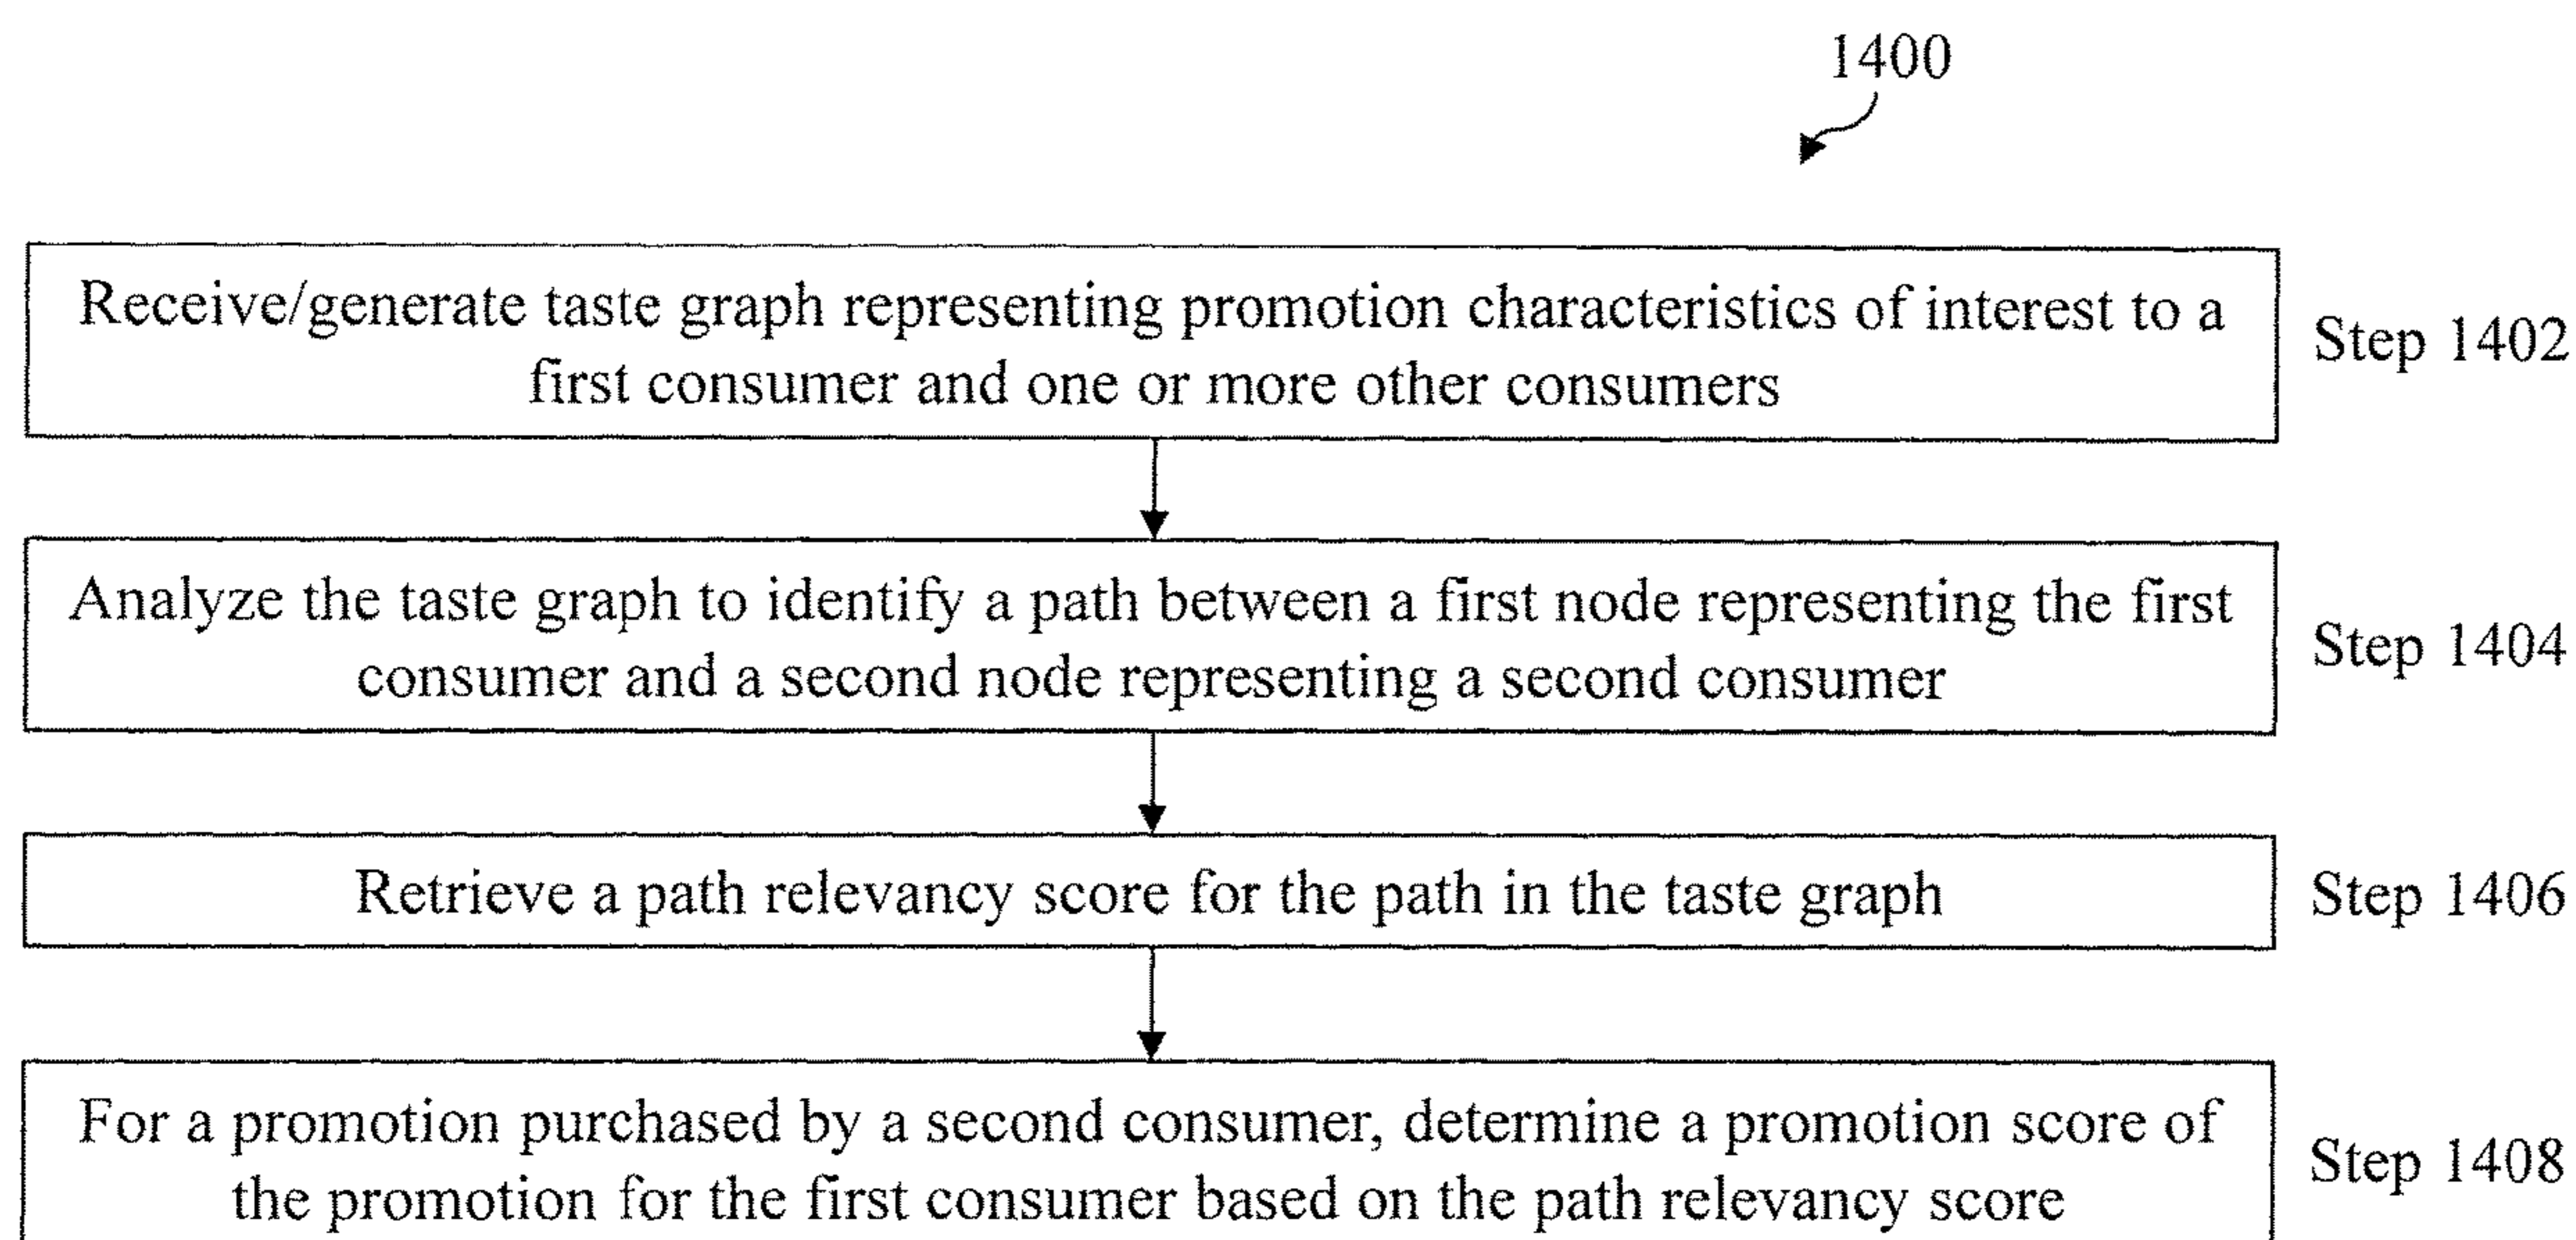 1400
Receive/generate taste graph representing promotion characteristics of interest to a
first consumer and one or more other consumers
Step 1402
Analyze the taste graph to identify a path between a first node representing the first
consumer and a second node representing a second consumer
Step 1404
Retrieve a path relevancy score for the path in the taste graph
Step 1406
For a promotion purchased by a second consumer, determine a promotion score of
the promotion for the first consumer based on the path relevancy score
Step 1408